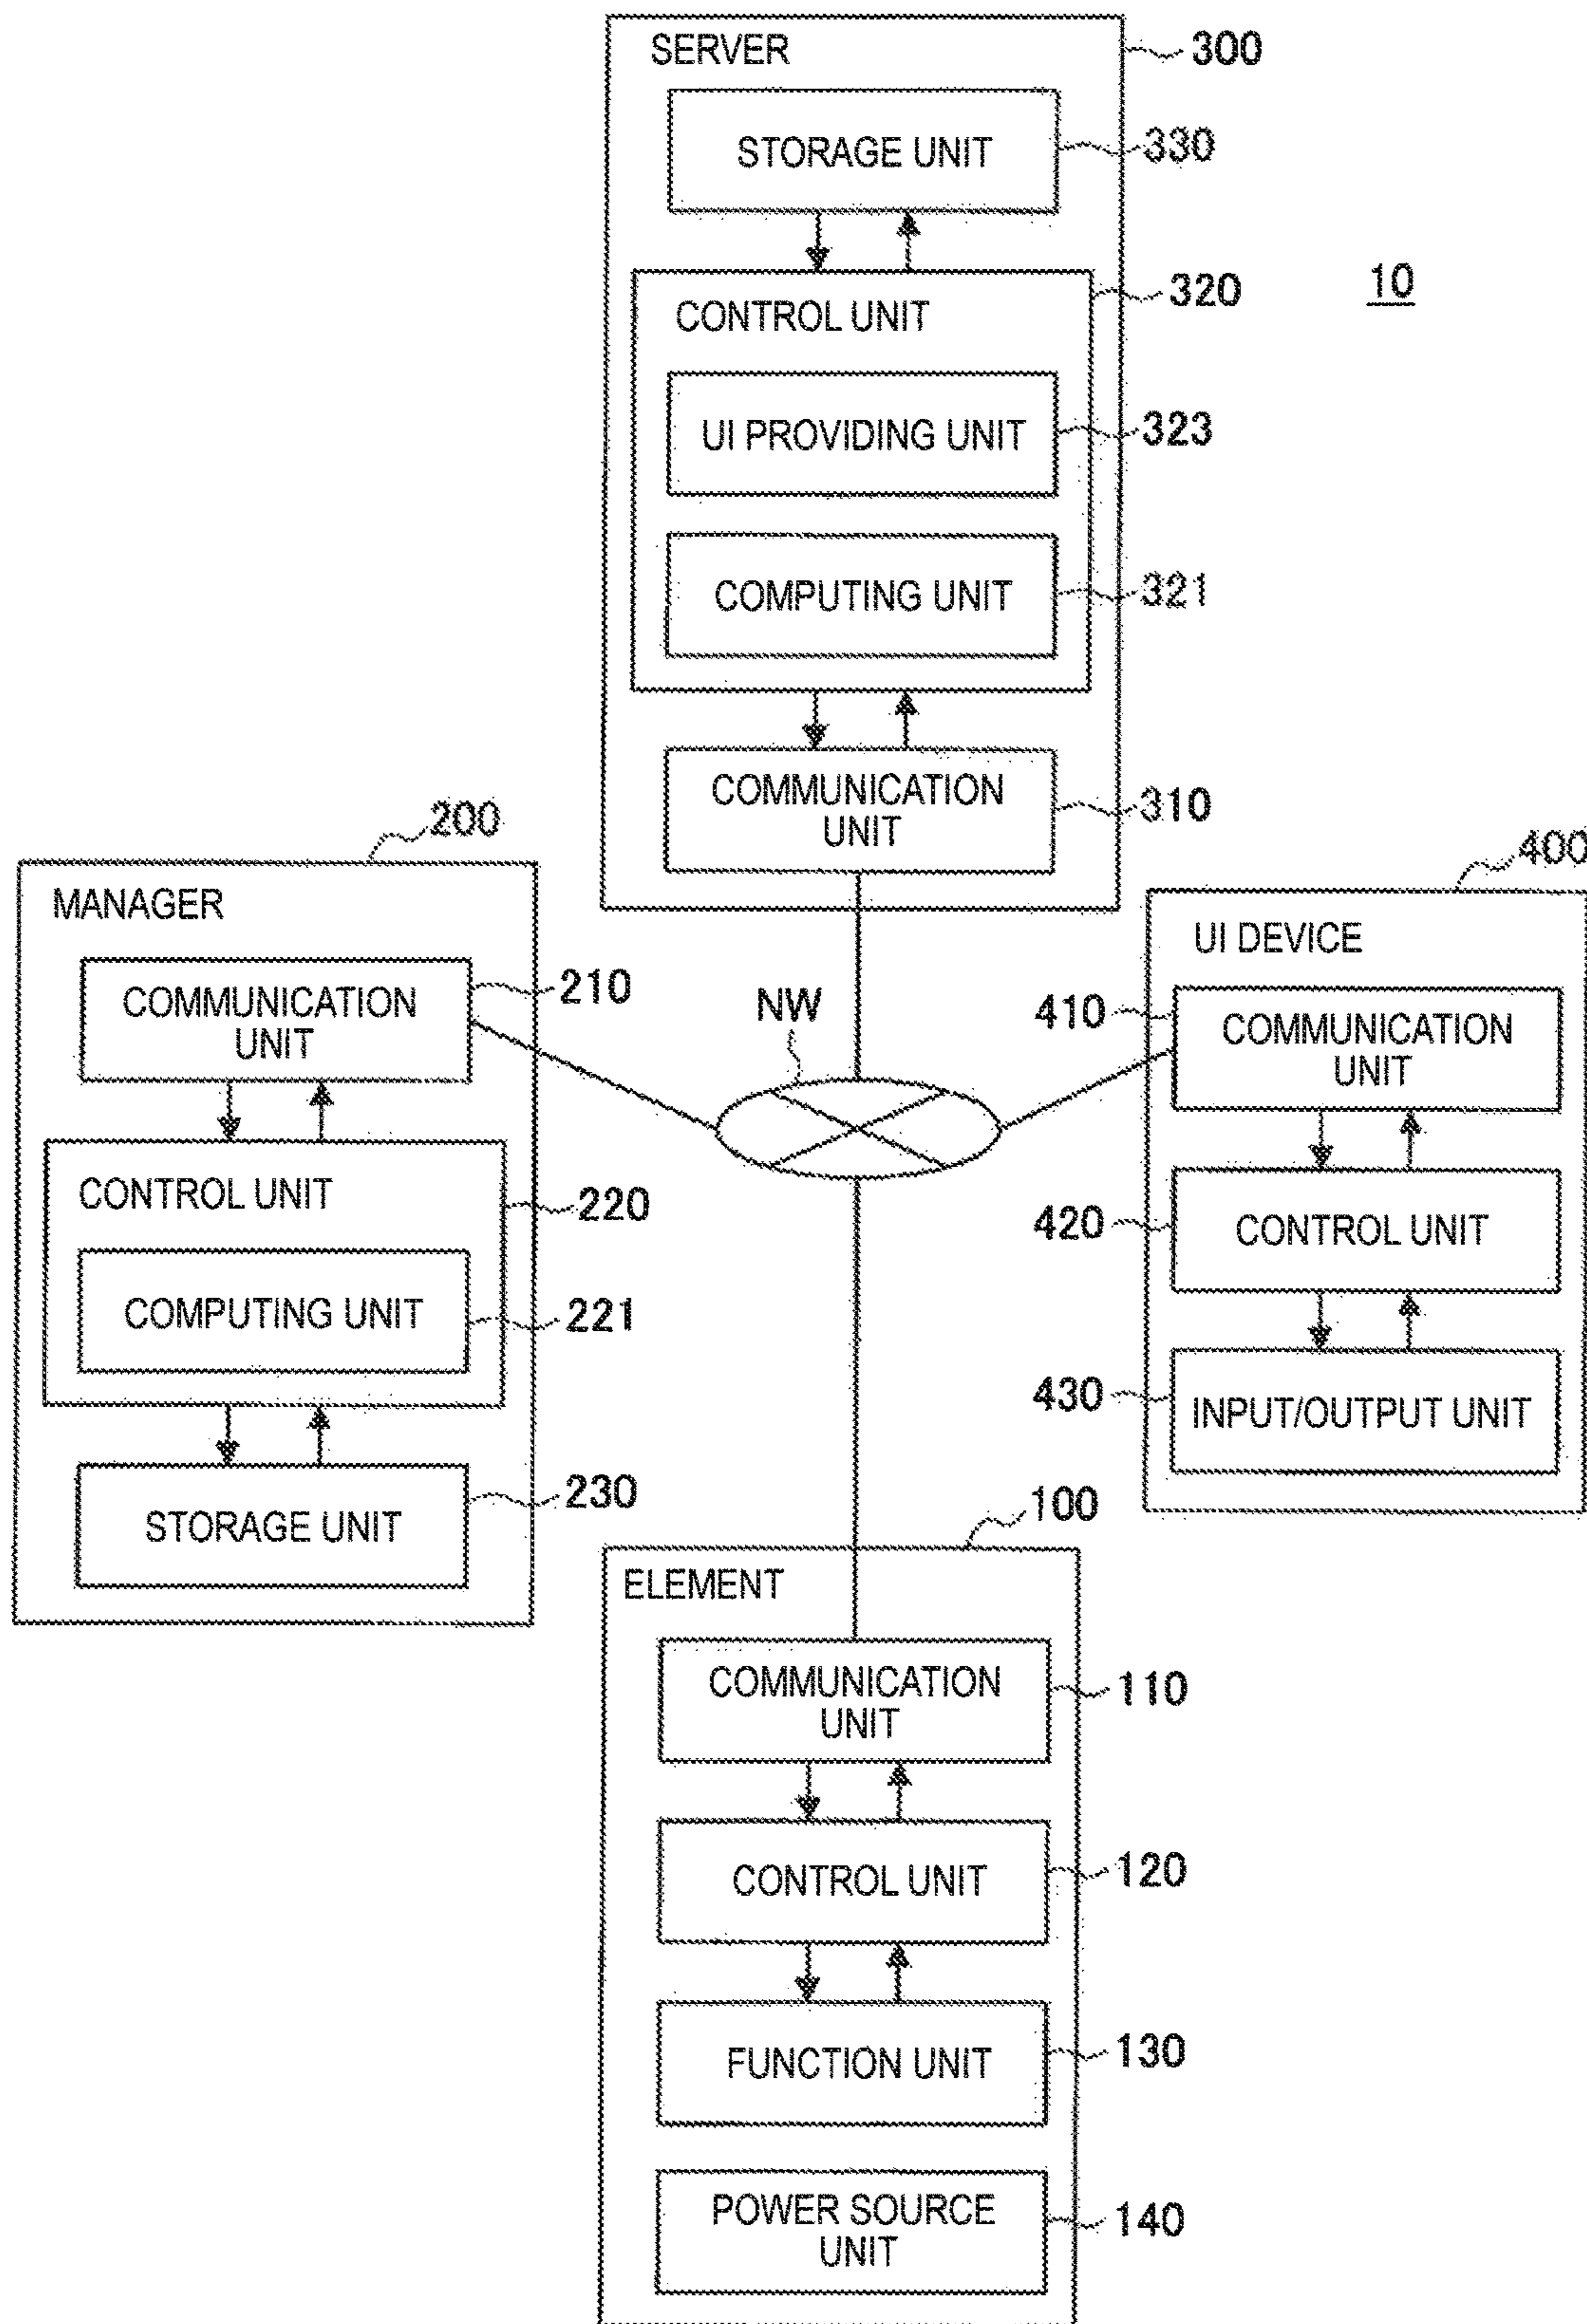 SERVER
300
STORAGE UNIT
330
10
CONTROL UNIT
320
UI PROVIDING UNIT
323
COMPUTING UNIT
321
COMMUNICATION
UNIT
310
200
MANAGER
COMMUNICATION
UNIT
210
CONTROL UNIT
220
COMPUTING UNIT
221
STORAGE UNIT
230
NW
400
UI DEVICE
410
COMMUNICATION
UNIT
420
CONTROL UNIT
430
INPUT/OUTPUT UNIT
100
ELEMENT
COMMUNICATION
UNIT
110
CONTROL UNIT
120
FUNCTION UNIT
130
POWER SOURCE
UNIT
140